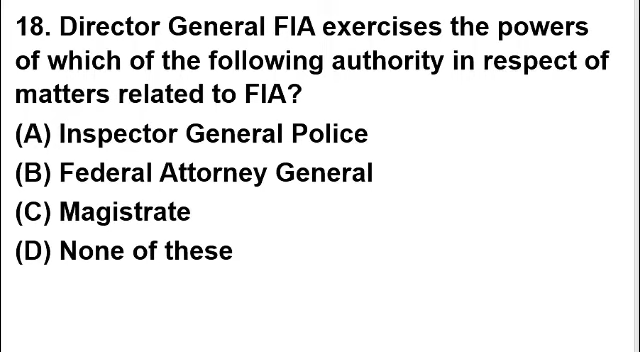 18. Director General FIA exercises the powers
of which of the following authority in respect of
matters related to FIA?
(A) Inspector General Police
(B) Federal Attorney General
(C) Magistrate
(D) None of these